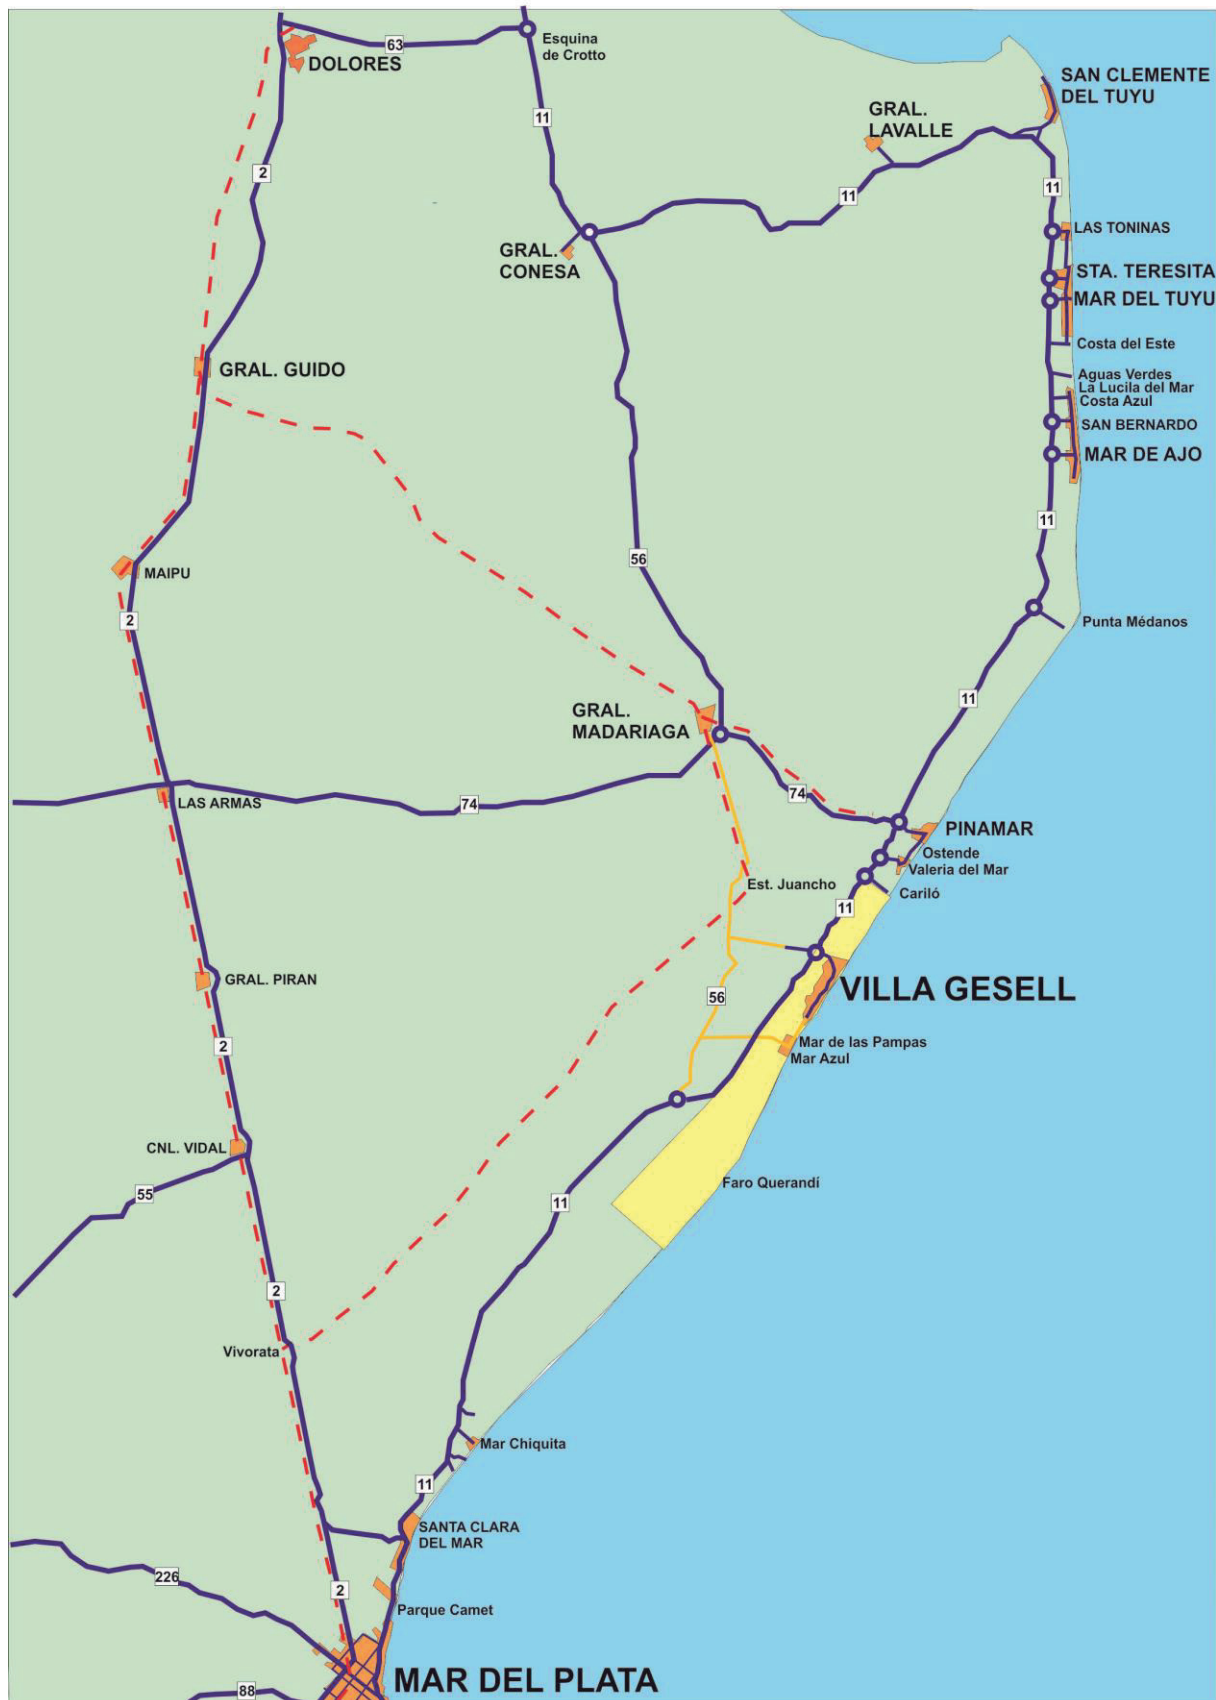 63
Esquina
de Crotto
DOLORES
SAN CLEMENTE
DEL TUYU
GRAL.
LAVALLE
11
2
11
11
LAS TONINAS
GRAL.
CONESA
STA. TERESITA
MAR DEL TUYU
Costa del Este
GRAL. GUIDO
Aguas Verdes
La Lucila del Mar
Costa Azul
SAN BERNARDO
MAR DE AJO
11
56
MAIPU
2
Punta Médanos
11
GRAL.
MADARIAGA
74
LAS ARMAS
74
PINAMAR
Ostende
Valeria del Mar
Est. Juancho
Cariló
11
GRAL. PIRAN
56
VILLA GESELL
2
Mar de las Pampas
Mar Azul
CNL. VIDAL
55
Faro Querandí
11
2
Vivorata
Mar Chiquita
11
SANTA CLARA
DEL MAR
226
2
Parque Camet
MAR DEL PLATA
88